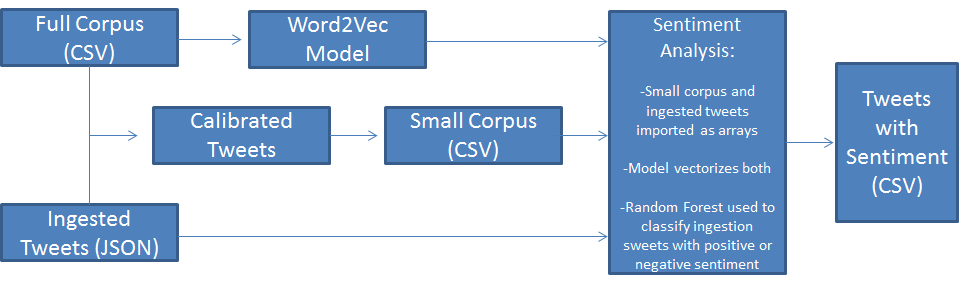 Full Corpus
(CSV)
Word2Vec
Model
Calibrated
Tweets
Small Corpus
(CSV)
Ingested
Tweets (JSON)
Sentiment
Analysis:
-Small corpus and
ingested tweets
imported as arrays
-Model vectorizes both
-Random Forest used to
classify ingestion
sweets with positive or
negative sentiment
Tweets
with
Sentiment
(CSV)